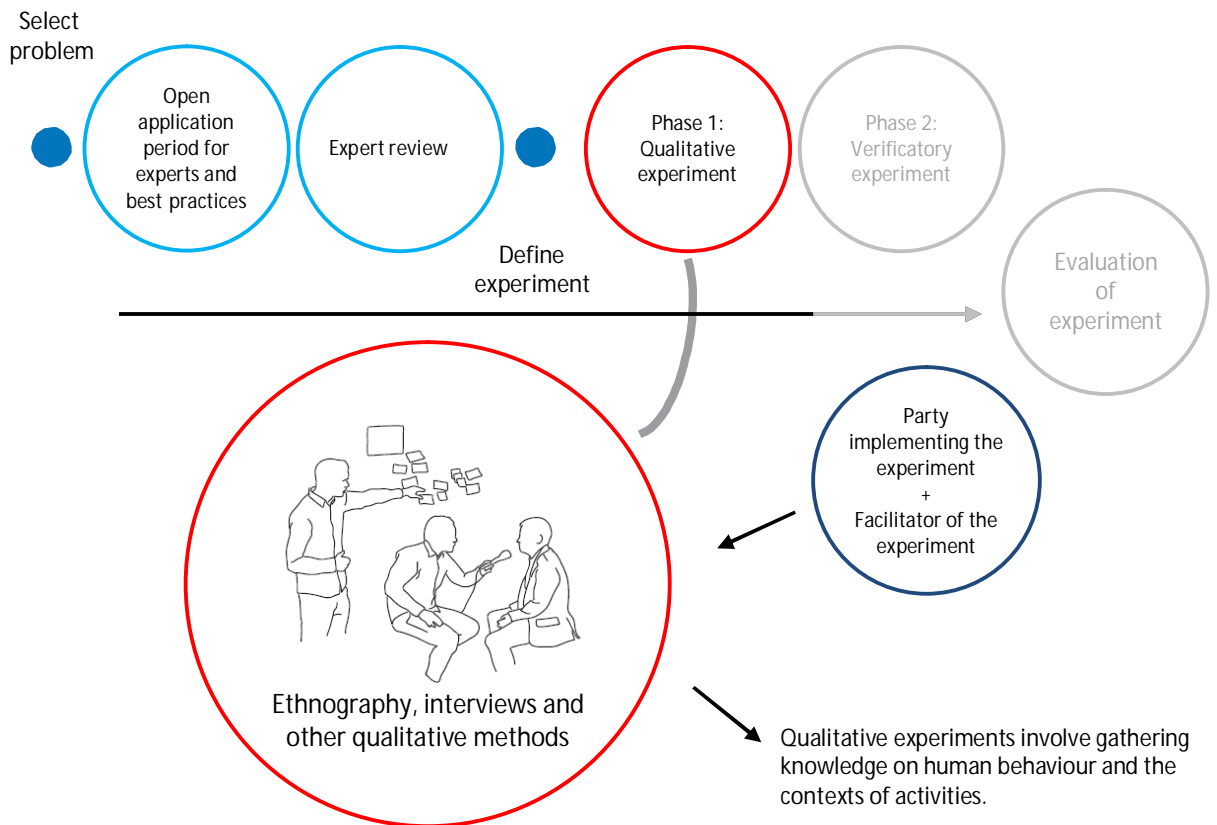 Select
problem
Open
application
period for
experts and
best practices
Expert review
Phase 1:
Qualitative
experiment
Phase 2:
Verificatory
experiment
Define
experiment
Evaluation
of
experiment
Party
implementing the
experiment
+
Facilitator of the
experiment
Ethnography, interviews and
other qualitative methods
Qualitative experiments involve gathering
knowledge on human behaviour and the
contexts of activities.